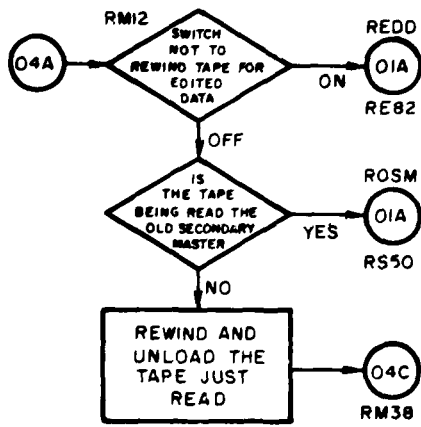 RM12
04A
SWITCH
NOT TO
REWIND TAPE FOR
EDITED
DATA
ON
REDD
01A
RE82
OFF
IS
THE TAPE
BEING READ THE
OLD SECONDARY
MASTER
YES
ROSM
01A
RS50
NO
REWIND AND
UNLOAD THE
TAPE JUST
READ
04C
RM38